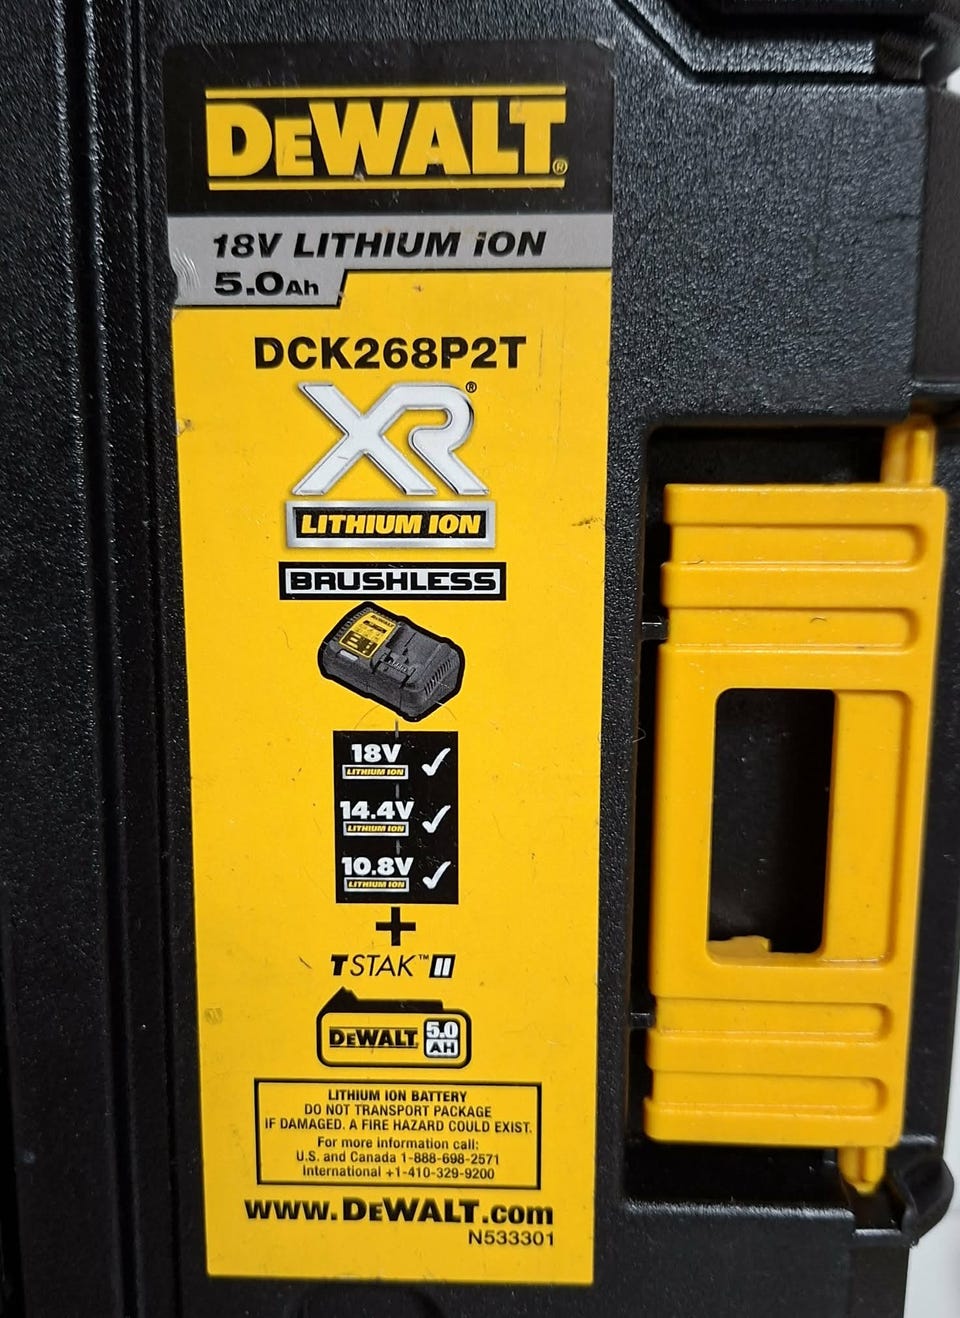 DEWALT®
18V LITHIUM ION
5.0Ah
DCK268P2T
XR®
LITHIUM ION
BRUSHLESS
DEWALT
18V
LITHIUM ION
14.4V
LITHIUM ION
10.8V
LITHIUM ION
+
TSTAK™ II
DEWALT 5.0
AH
LITHIUM ION BATTERY
DO NOT TRANSPORT PACKAGE
IF DAMAGED. A FIRE HAZARD COULD EXIST.
For more information call:
U.S. and Canada 1-888-698-2571
International +1-410-329-9200
www.DEWALT.com
N533301